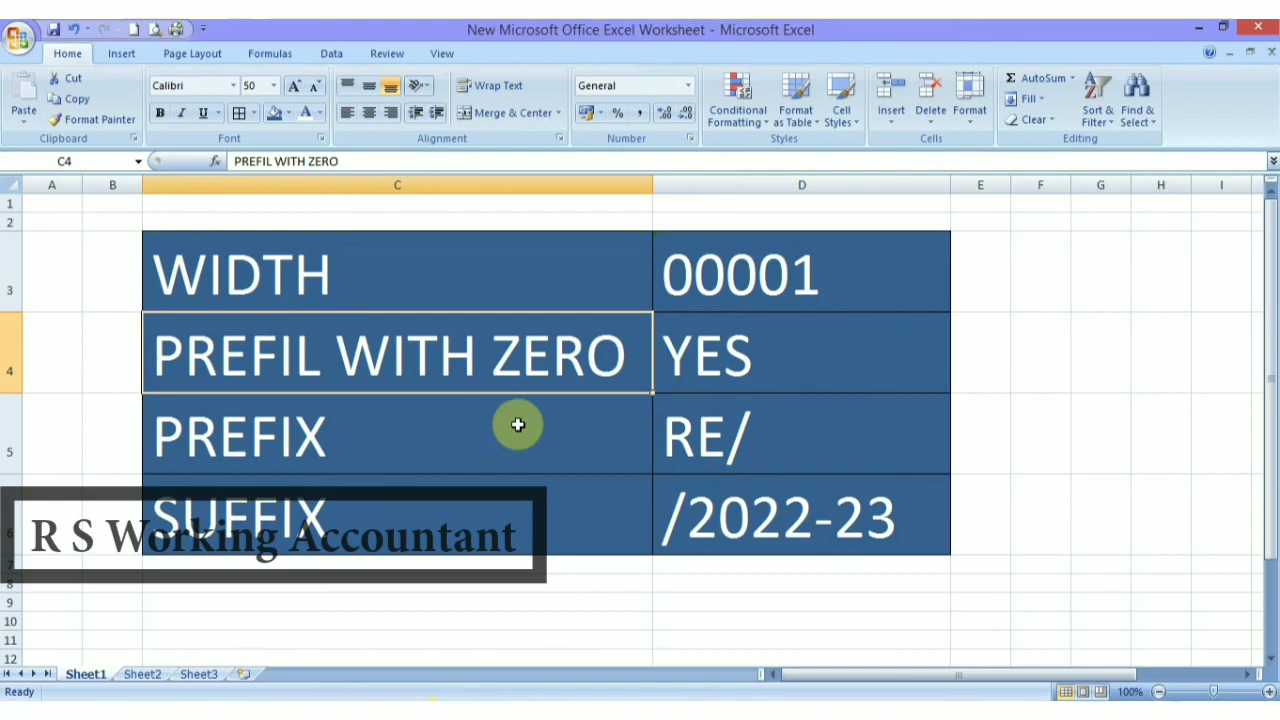 New Microsoft Office Excel Worksheet - Microsoft Excel
Home Insert Page Layout Formulas Data Review View
Paste
Cut
Copy
Format Painter
Clipboard
Calibri 50
B I U
Font
Wrap Text
Merge & Center
Alignment
General
%
Number
Conditional Formatting
Format as Table
Cell Styles
Styles
Insert Delete Format
Cells
Σ AutoSum
Fill
Clear
Sort & Filter
Find & Select
Editing
C4 fx PREFIL WITH ZERO
A B C D E F G H I
1
2
3 WIDTH 00001
4 PREFIL WITH ZERO YES
5 PREFIX RE/
6 SUFFIX /2022-23
R S Working Accountant
7
8
9
10
11
12
Sheet1 Sheet2 Sheet3
Ready 100%